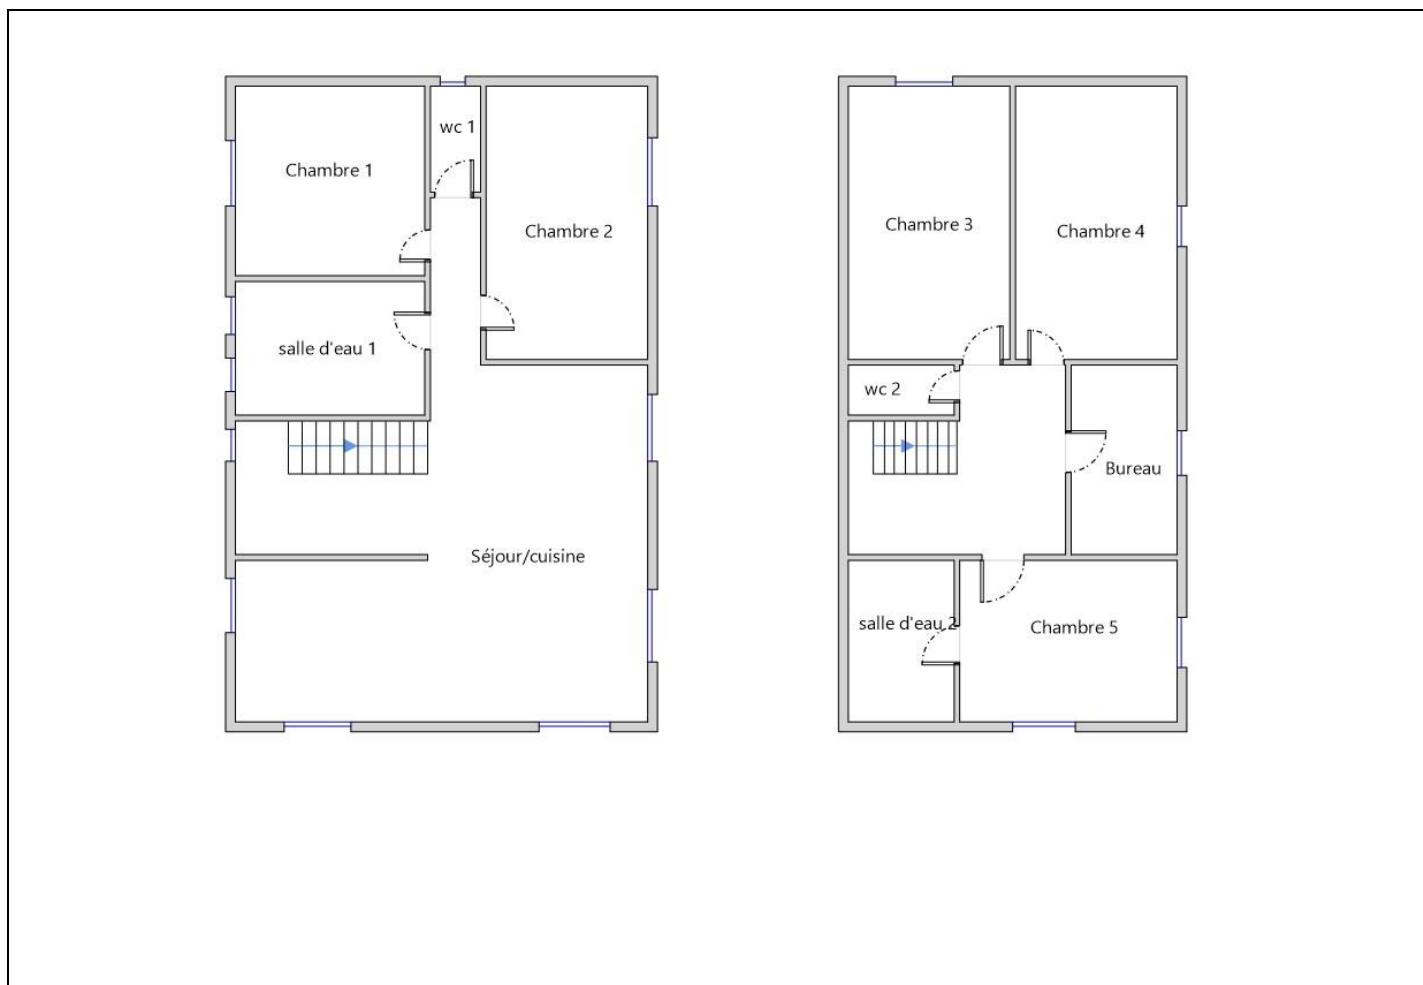 wc 1
Chambre 1
Chambre 2
salle d'eau 1
Séjour/cuisine
Chambre 3
Chambre 4
wc 2
Bureau
salle d'eau 2
Chambre 5